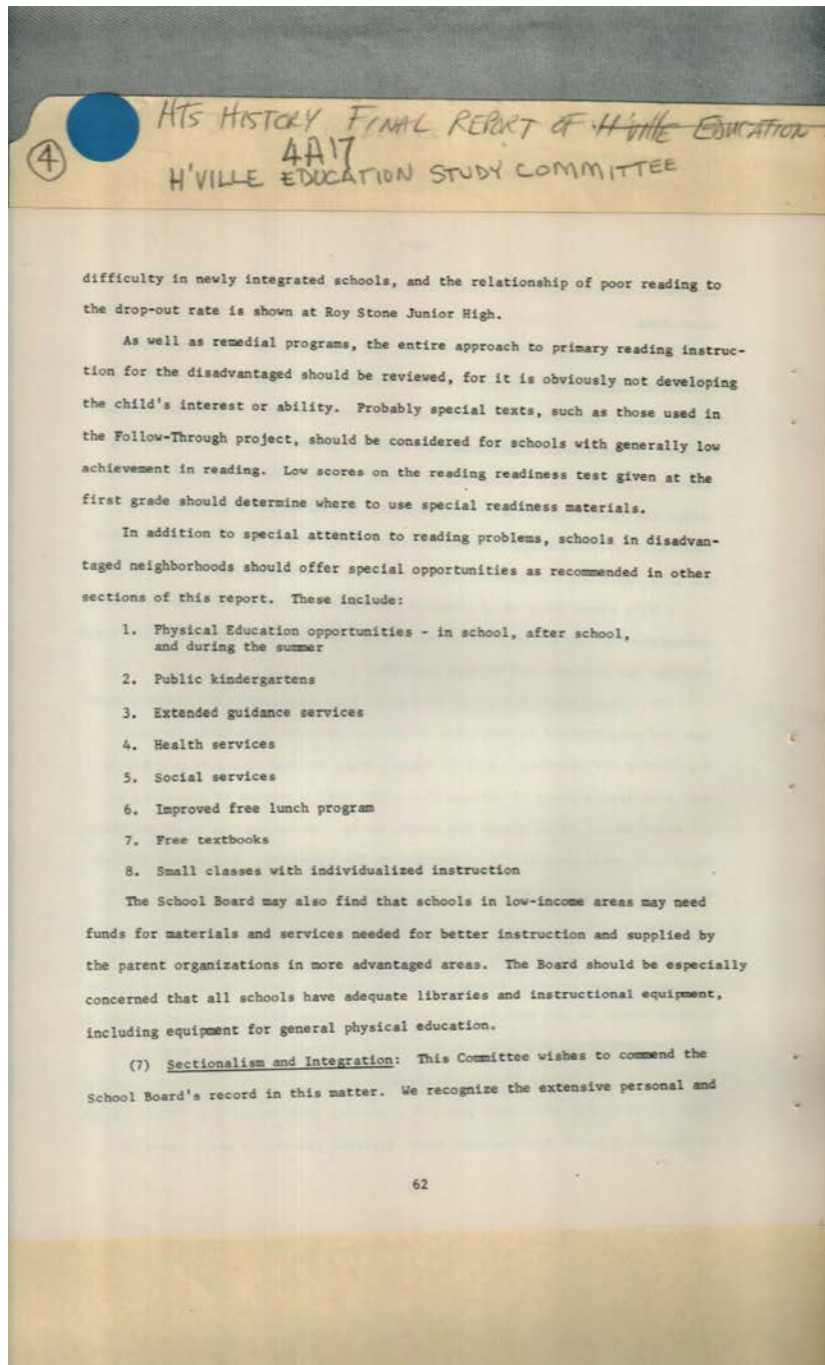 HTS HISTORY FINAL REPORT OF H'ville EDUCATION
4
4A17
H'VILLE EDUCATION STUDY COMMITTEE
difficulty in newly integrated schools, and the relationship of poor reading to
the drop-out rate is shown at Roy Stone Junior High.
As well as remedial programs, the entire approach to primary reading instruc-
tion for the disadvantaged should be reviewed, for it is obviously not developing
the child's interest or ability. Probably special texts, such as those used in
the Follow-Through project, should be considered for schools with generally low
achievement in reading. Low scores on the reading readiness test given at the
first grade should determine where to use special readiness materials.
In addition to special attention to reading problems, schools in disadvan-
taged neighborhoods should offer special opportunities as recommended in other
sections of this report. These include:
1. Physical Education opportunities - in school, after school,
and during the summer
2. Public kindergartens
3. Extended guidance services
4. Health services
5. Social services
6. Improved free lunch program
7. Free textbooks
8. Small classes with individualized instruction
The School Board may also find that schools in low-income areas may need
funds for materials and services needed for better instruction and supplied by
the parent organizations in more advantaged areas. The Board should be especially
concerned that all schools have adequate libraries and instructional equipment,
including equipment for general physical education.
(7) Sectionalism and Integration: This Committee wishes to commend the
School Board's record in this matter. We recognize the extensive personal and
62